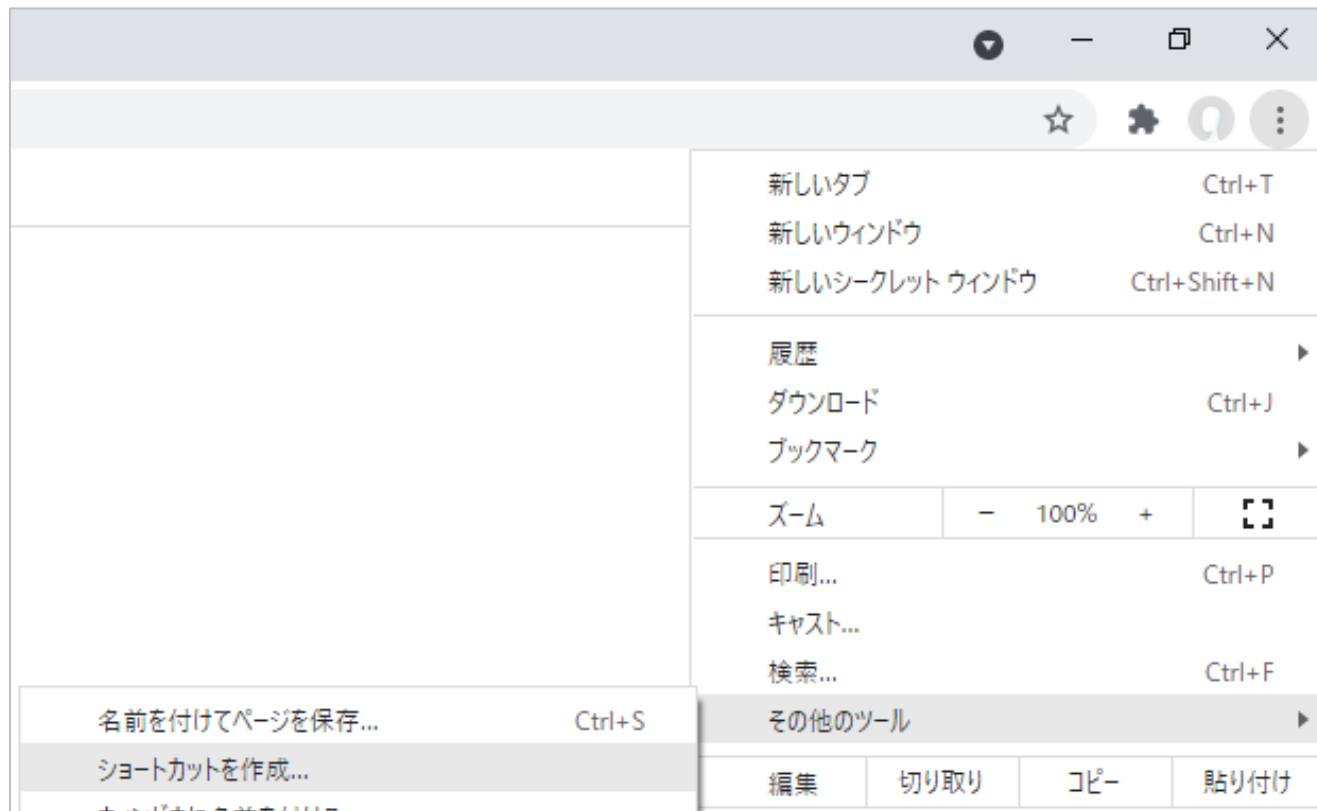 新しいタブ Ctrl+T
新しいウィンドウ Ctrl+N
新しいシークレット ウィンドウ Ctrl+Shift+N
履歴
ダウンロード Ctrl+J
ブックマーク
ズーム － 100% +
印刷... Ctrl+P
キャスト...
検索... Ctrl+F
その他のツール
編集 切り取り コピー 貼り付け
名前を付けてページを保存... Ctrl+S
ショートカットを作成...